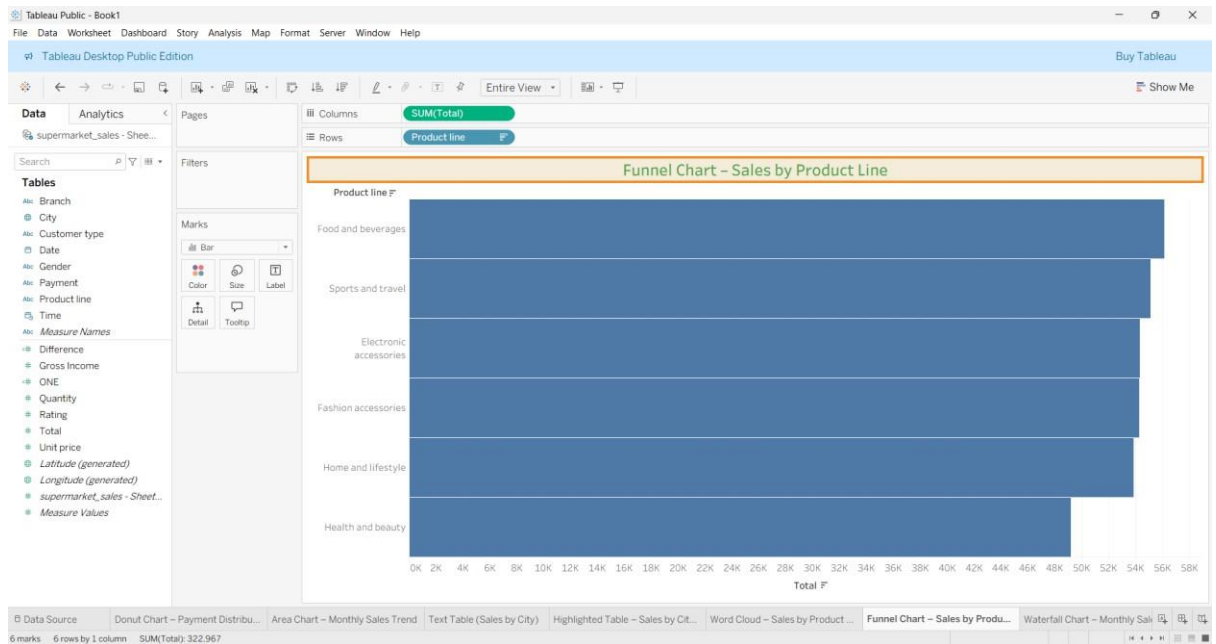 Tableau Public - Book1
File Data Worksheet Dashboard Story Analysis Map Format Server Window Help
Tableau Desktop Public Edition
Buy Tableau
Entire View
Show Me
Data
Analytics
supermarket_sales - Shee...
Search
Tables
Abc Branch
City
Abc Customer type
Date
Abc Gender
Abc Payment
Abc Product line
Time
Abc Measure Names
Difference
Gross Income
ONE
Quantity
Rating
Total
Unit price
Latitude (generated)
Longitude (generated)
supermarket_sales - Sheet...
Measure Values
Pages
Filters
Marks
Bar
Color
Size
Label
Detail
Tooltip
Columns
SUM(Total)
Rows
Product line
Funnel Chart – Sales by Product Line
Product line
Food and beverages
Sports and travel
Electronic
accessories
Fashion accessories
Home and lifestyle
Health and beauty
0K 2K 4K 6K 8K 10K 12K 14K 16K 18K 20K 22K 24K 26K 28K 30K 32K 34K 36K 38K 40K 42K 44K 46K 48K 50K 52K 54K 56K 58K
Total
Data Source
Donut Chart – Payment Distribu...
Area Chart – Monthly Sales Trend
Text Table (Sales by City)
Highlighted Table – Sales by Cit...
Word Cloud – Sales by Product ...
Funnel Chart – Sales by Produ...
Waterfall Chart – Monthly Sal
6 marks 6 rows by 1 column SUM(Total): 322,967